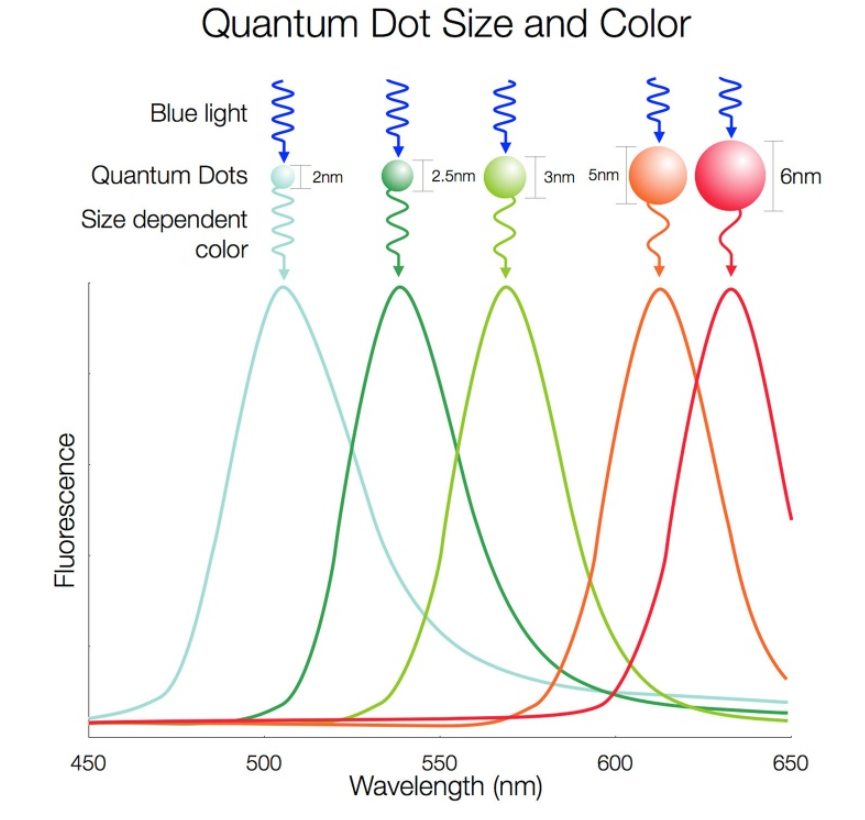 Quantum Dot Size and Color
Blue light
Quantum Dots
2nm
2.5nm
3nm
5nm
6nm
Size dependent
color
Fluorescence
450
500
550
600
650
Wavelength (nm)